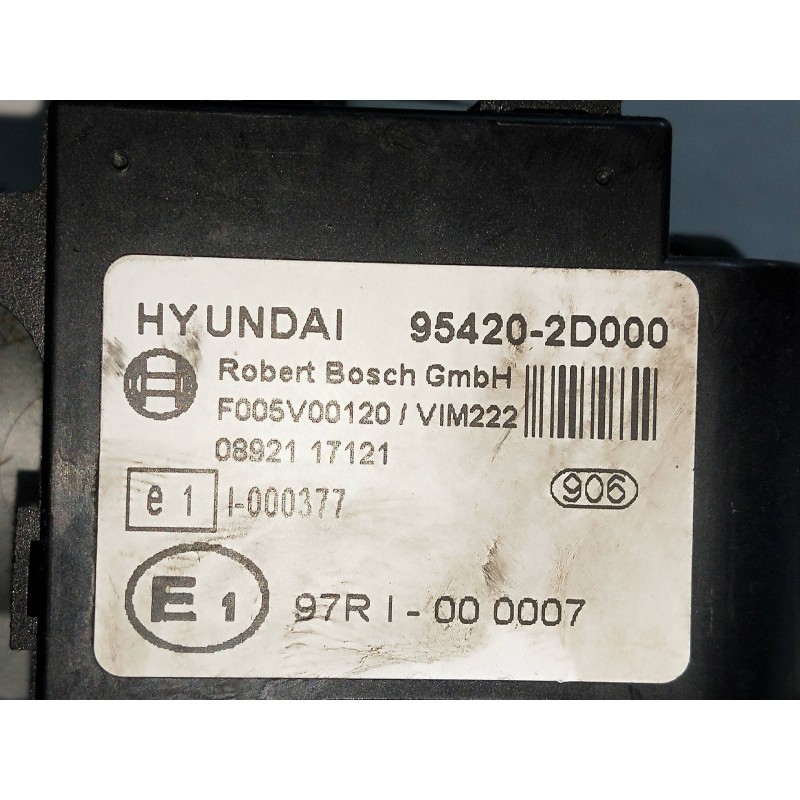 HYUNDAI 95420-2D000
Robert Bosch GmbH
F005V00120 / VIM222
08921 17121
e 1 I-000377
906
E 1 97R I - 00 0007